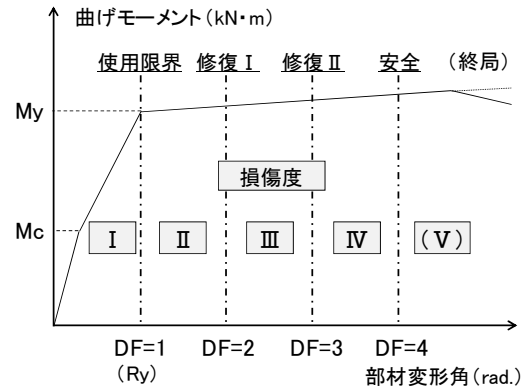 曲げモーメント(kN・m)
使用限界 修復Ⅰ 修復Ⅱ 安全 (終局)
My
損傷度
Mc
Ⅰ Ⅱ Ⅲ Ⅳ (Ⅴ)
DF=1 DF=2 DF=3 DF=4
(Ry) 部材変形角(rad.)